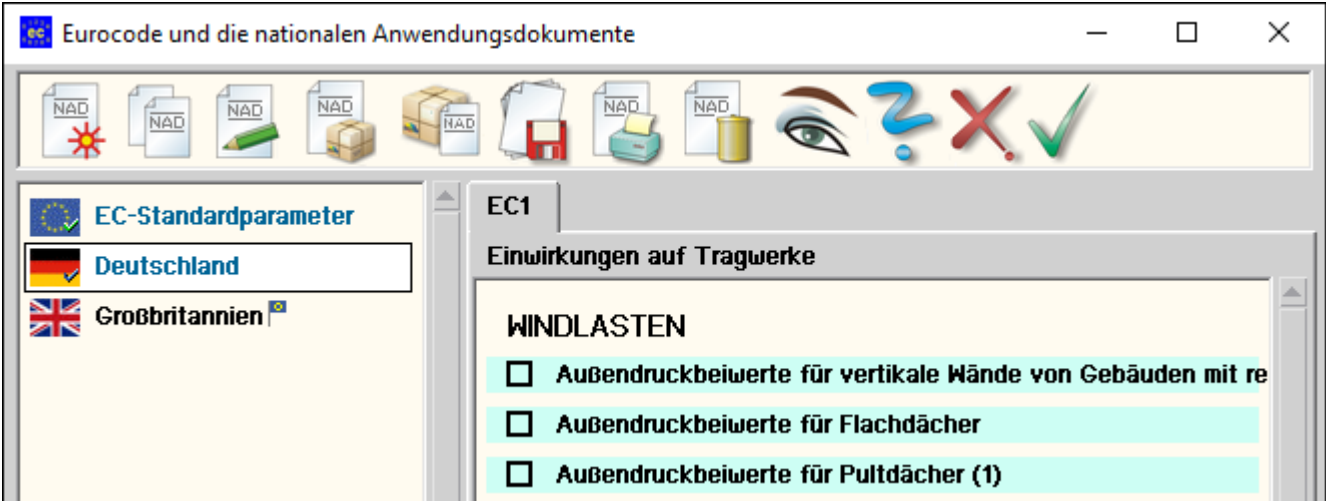 ec Eurocode und die nationalen Anwendungsdokumente
NAD NAD NAD NAD NAD NAD NAD
EC-Standardparameter
Deutschland
Großbritannien
EC1
Einwirkungen auf Tragwerke
WINDLASTEN
Außendruckbeiwerte für vertikale Wände von Gebäuden mit re
Außendruckbeiwerte für Flachdächer
Außendruckbeiwerte für Pultdächer (1)